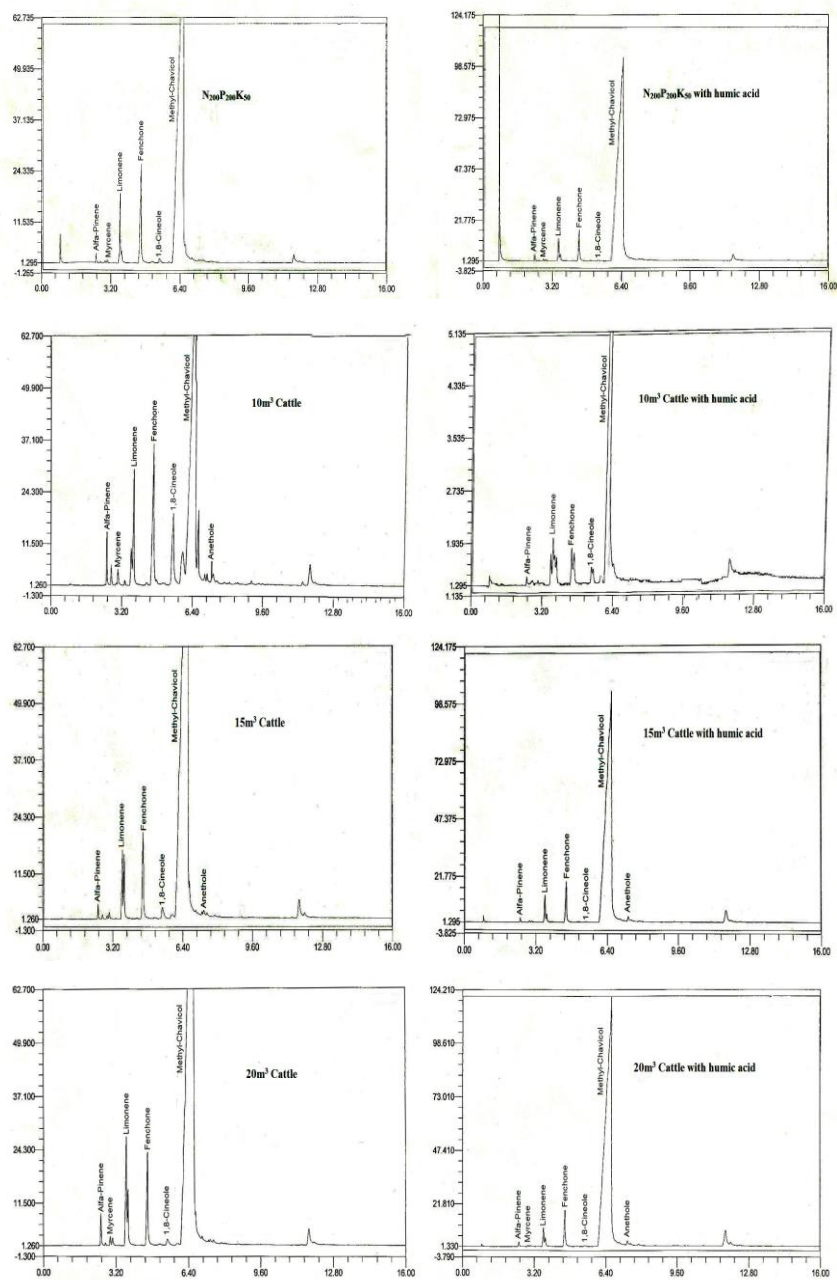 62.735
49.935
37.135
24.335
11.535
1.295
-1.265
N₂₀₀P₂₀₀K₅₀
Alfa-Pinene
Myrcene
Limonene
Fenchone
1,8-Cineole
Methyl-Chavicol
0.00 3.20 6.40 9.60 12.80 16.00
124.175
98.575
72.975
47.375
21.775
1.295
-3.825
N₂₀₀P₂₀₀K₅₀ with humic acid
Alfa-Pinene
Myrcene
Limonene
Fenchone
1,8-Cineole
Methyl-Chavicol
0.00 3.20 6.40 9.60 12.80 16.00
62.700
49.900
37.100
24.300
11.500
1.260
-1.300
10m³ Cattle
Alfa-Pinene
Myrcene
Limonene
Fenchone
1,8-Cineole
Methyl-Chavicol
Anethole
0.00 3.20 6.40 9.60 12.80 16.00
5.135
4.335
3.535
2.735
1.935
1.295
1.135
10m³ Cattle with humic acid
Alfa-Pinene
Limonene
Fenchone
1,8-Cineole
Methyl-Chavicol
0.00 3.20 6.40 9.60 12.80 16.00
62.700
49.900
37.100
24.300
11.500
1.260
-1.300
15m³ Cattle
Alfa-Pinene
Limonene
Fenchone
1,8-Cineole
Methyl-Chavicol
Anethole
0.00 3.20 6.40 9.60 12.80 16.00
124.175
98.575
72.975
47.375
21.775
1.295
-3.825
15m³ Cattle with humic acid
Alfa-Pinene
Limonene
Fenchone
1,8-Cineole
Methyl-Chavicol
Anethole
0.00 3.20 6.40 9.60 12.80 16.00
62.700
49.900
37.100
24.300
11.500
1.260
-1.300
20m³ Cattle
Alfa-Pinene
Myrcene
Limonene
Fenchone
1,8-Cineole
Methyl-Chavicol
0.00 3.20 6.40 9.60 12.80 16.00
124.210
98.610
73.010
47.410
21.810
1.330
-3.790
20m³ Cattle with humic acid
Alfa-Pinene
Myrcene
Limonene
Fenchone
1,8-Cineole
Methyl-Chavicol
Anethole
0.00 3.20 6.40 9.60 12.80 16.00